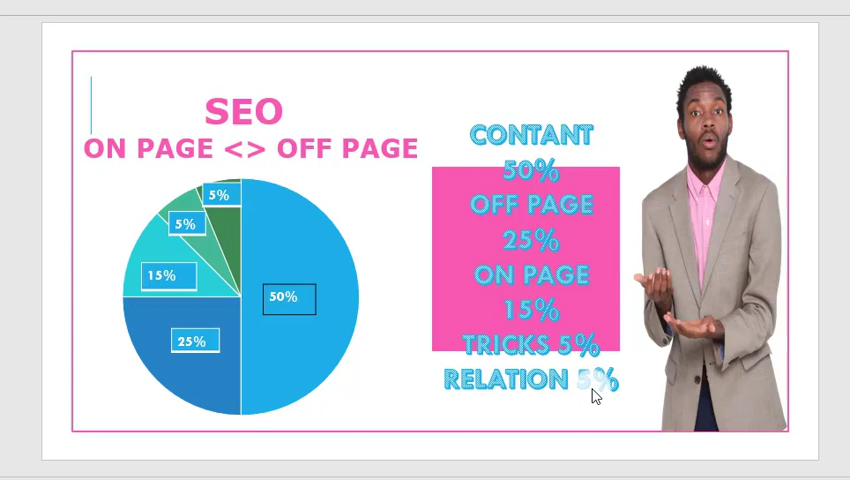 SEO
ON PAGE <> OFF PAGE
5%
5%
15%
50%
25%
CONTANT
50%
OFF PAGE
25%
ON PAGE
15%
TRICKS 5%
RELATION 5%